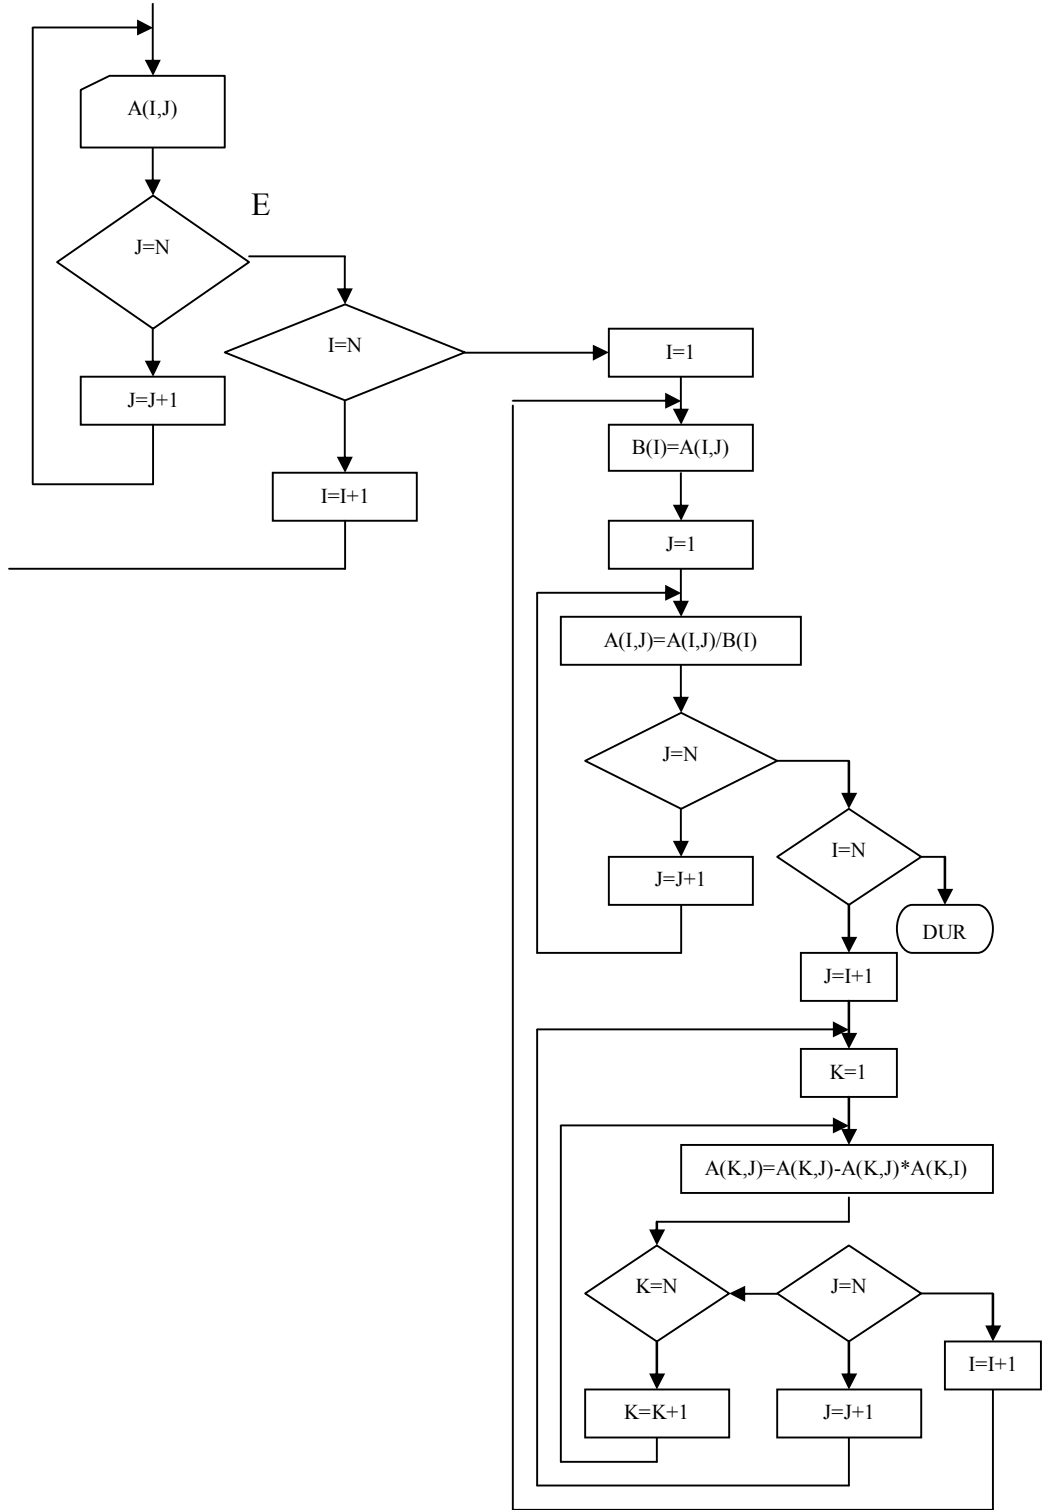 A(I,J)
E
J=N
I=N
J=J+1
I=I+1
I=1
B(I)=A(I,J)
J=1
A(I,J)=A(I,J)/B(I)
J=N
J=J+1
I=N
DUR
J=I+1
K=1
A(K,J)=A(K,J)-A(K,J)*A(K,I)
K=N
J=N
I=I+1
K=K+1
J=J+1